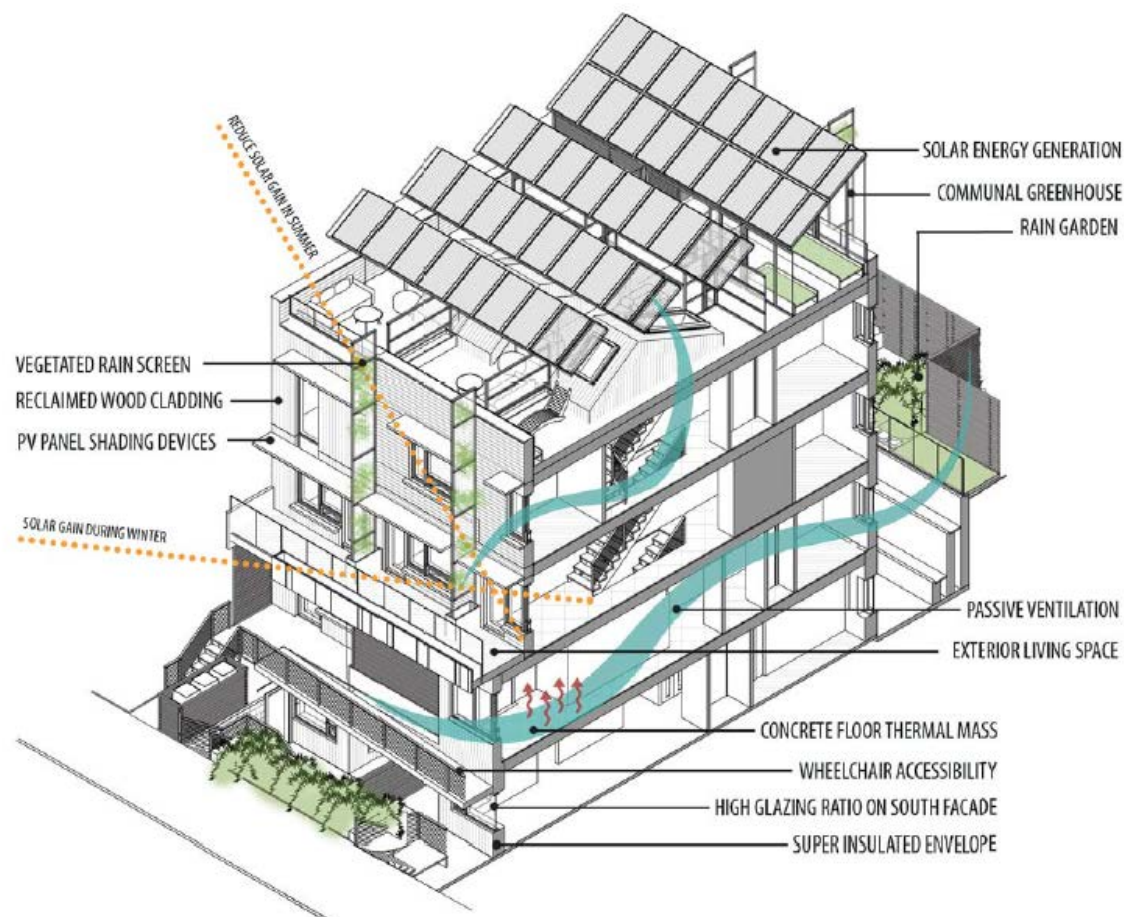 REDUCE SOLAR GAIN IN SUMMER
SOLAR ENERGY GENERATION
COMMUNAL GREENHOUSE
RAIN GARDEN
VEGETATED RAIN SCREEN
RECLAIMED WOOD CLADDING
PV PANEL SHADING DEVICES
SOLAR GAIN DURING WINTER
PASSIVE VENTILATION
EXTERIOR LIVING SPACE
CONCRETE FLOOR THERMAL MASS
WHEELCHAIR ACCESSIBILITY
HIGH GLAZING RATIO ON SOUTH FACADE
SUPER INSULATED ENVELOPE